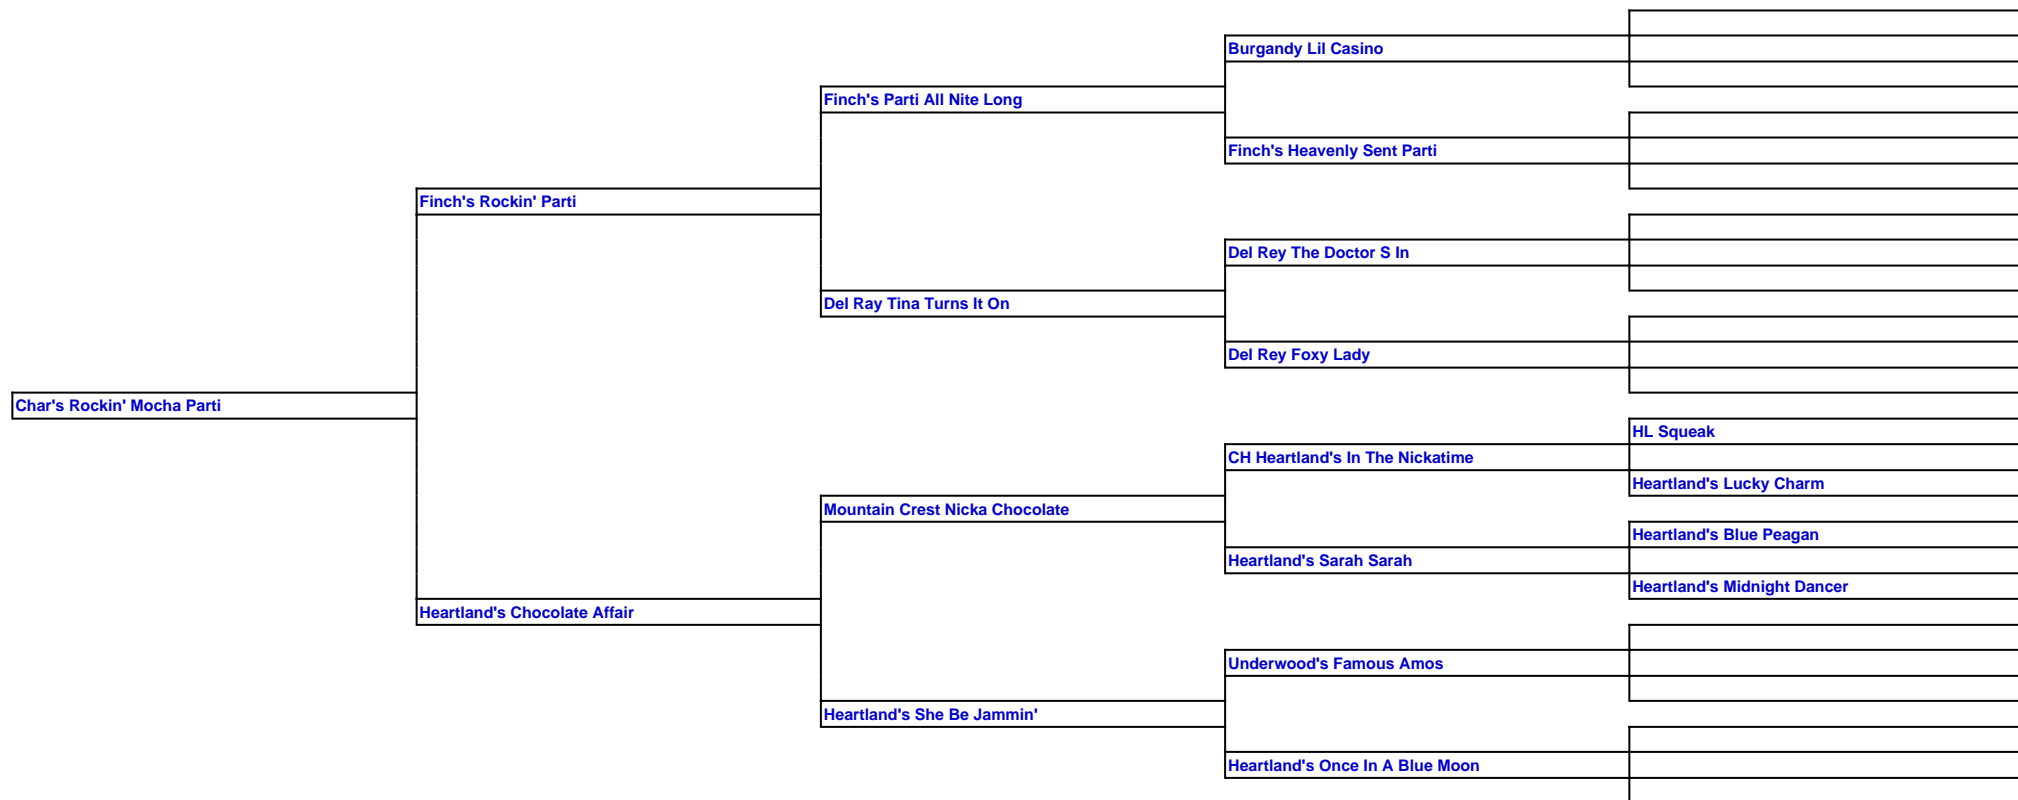 Burgandy Lil Casino
Finch's Parti All Nite Long
Finch's Heavenly Sent Parti
Finch's Rockin' Parti
Del Rey The Doctor S In
Del Ray Tina Turns It On
Del Rey Foxy Lady
Char's Rockin' Mocha Parti
HL Squeak
CH Heartland's In The Nickatime
Heartland's Lucky Charm
Mountain Crest Nicka Chocolate
Heartland's Blue Peagan
Heartland's Sarah Sarah
Heartland's Midnight Dancer
Heartland's Chocolate Affair
Underwood's Famous Amos
Heartland's She Be Jammin'
Heartland's Once In A Blue Moon